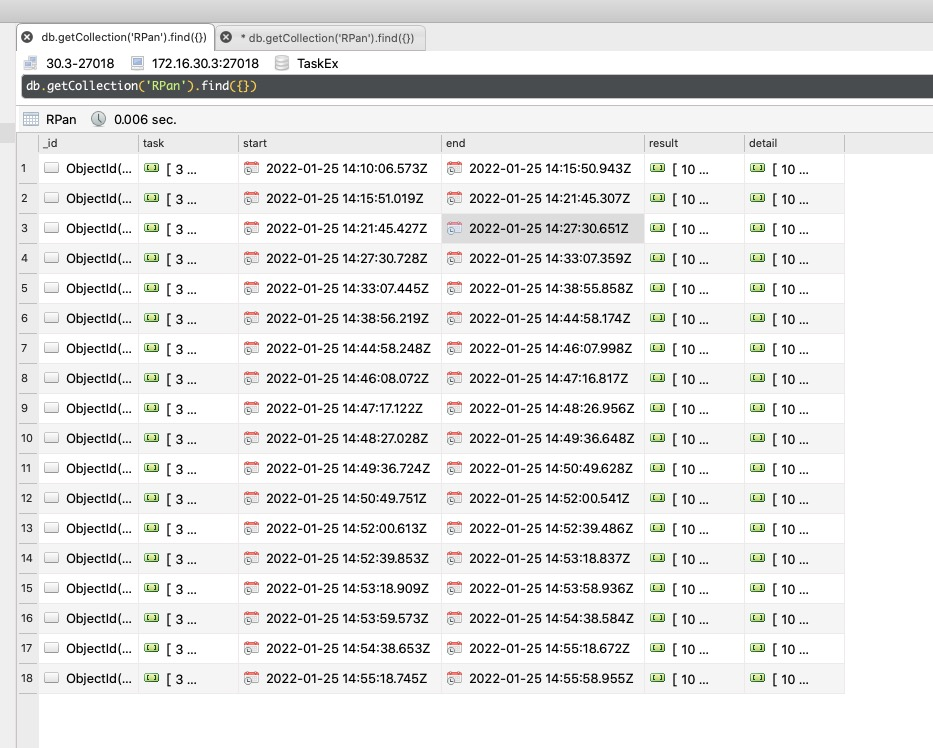 db.getCollection('RPan').find({}) * db.getCollection('RPan').find({})
30.3-27018 172.16.30.3:27018 TaskEx
db.getCollection('RPan').find({})
RPan 0.006 sec.
_id task start end result detail
1 ObjectId(... [ 3 ... 2022-01-25 14:10:06.573Z 2022-01-25 14:15:50.943Z [ 10 ... [ 10 ...
2 ObjectId(... [ 3 ... 2022-01-25 14:15:51.019Z 2022-01-25 14:21:45.307Z [ 10 ... [ 10 ...
3 ObjectId(... [ 3 ... 2022-01-25 14:21:45.427Z 2022-01-25 14:27:30.651Z [ 10 ... [ 10 ...
4 ObjectId(... [ 3 ... 2022-01-25 14:27:30.728Z 2022-01-25 14:33:07.359Z [ 10 ... [ 10 ...
5 ObjectId(... [ 3 ... 2022-01-25 14:33:07.445Z 2022-01-25 14:38:55.858Z [ 10 ... [ 10 ...
6 ObjectId(... [ 3 ... 2022-01-25 14:38:56.219Z 2022-01-25 14:44:58.174Z [ 10 ... [ 10 ...
7 ObjectId(... [ 3 ... 2022-01-25 14:44:58.248Z 2022-01-25 14:46:07.998Z [ 10 ... [ 10 ...
8 ObjectId(... [ 3 ... 2022-01-25 14:46:08.072Z 2022-01-25 14:47:16.817Z [ 10 ... [ 10 ...
9 ObjectId(... [ 3 ... 2022-01-25 14:47:17.122Z 2022-01-25 14:48:26.956Z [ 10 ... [ 10 ...
10 ObjectId(... [ 3 ... 2022-01-25 14:48:27.028Z 2022-01-25 14:49:36.648Z [ 10 ... [ 10 ...
11 ObjectId(... [ 3 ... 2022-01-25 14:49:36.724Z 2022-01-25 14:50:49.628Z [ 10 ... [ 10 ...
12 ObjectId(... [ 3 ... 2022-01-25 14:50:49.751Z 2022-01-25 14:52:00.541Z [ 10 ... [ 10 ...
13 ObjectId(... [ 3 ... 2022-01-25 14:52:00.613Z 2022-01-25 14:52:39.486Z [ 10 ... [ 10 ...
14 ObjectId(... [ 3 ... 2022-01-25 14:52:39.853Z 2022-01-25 14:53:18.837Z [ 10 ... [ 10 ...
15 ObjectId(... [ 3 ... 2022-01-25 14:53:18.909Z 2022-01-25 14:53:58.936Z [ 10 ... [ 10 ...
16 ObjectId(... [ 3 ... 2022-01-25 14:53:59.573Z 2022-01-25 14:54:38.584Z [ 10 ... [ 10 ...
17 ObjectId(... [ 3 ... 2022-01-25 14:54:38.653Z 2022-01-25 14:55:18.672Z [ 10 ... [ 10 ...
18 ObjectId(... [ 3 ... 2022-01-25 14:55:18.745Z 2022-01-25 14:55:58.955Z [ 10 ... [ 10 ...